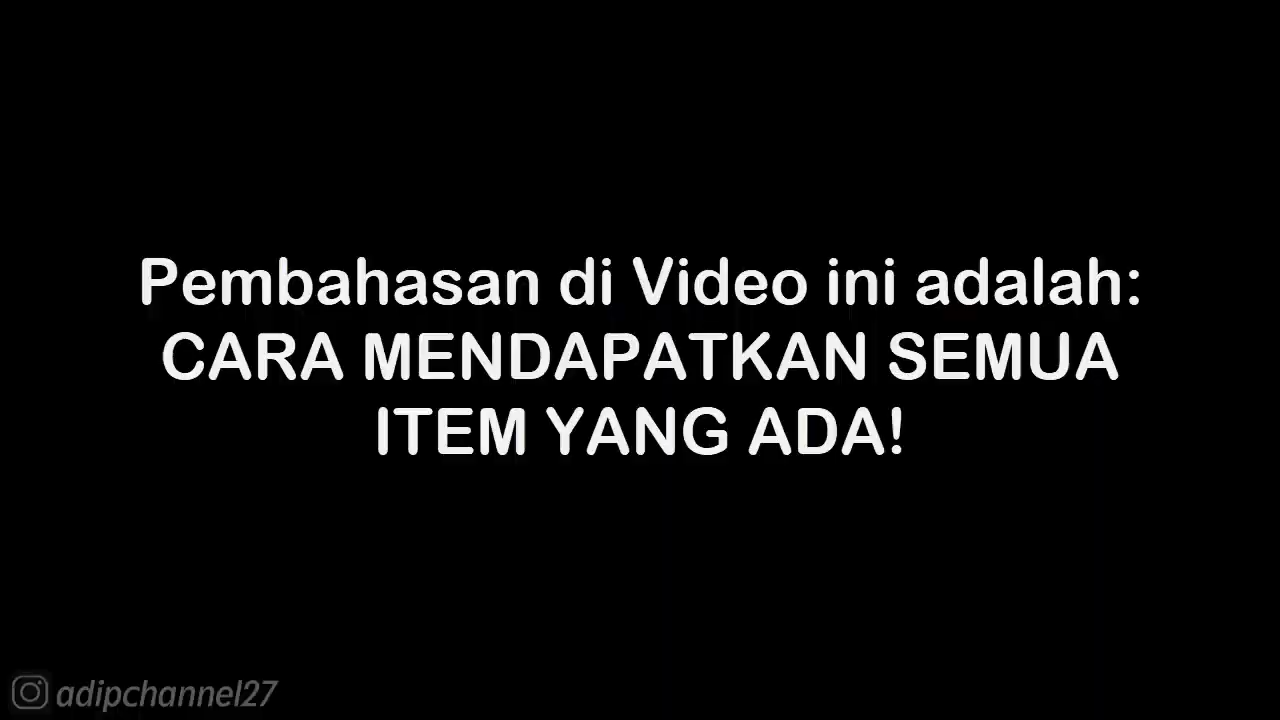 Pembahasan di Video ini adalah:
CARA MENDAPATKAN SEMUA
ITEM YANG ADA!
adipchannel27